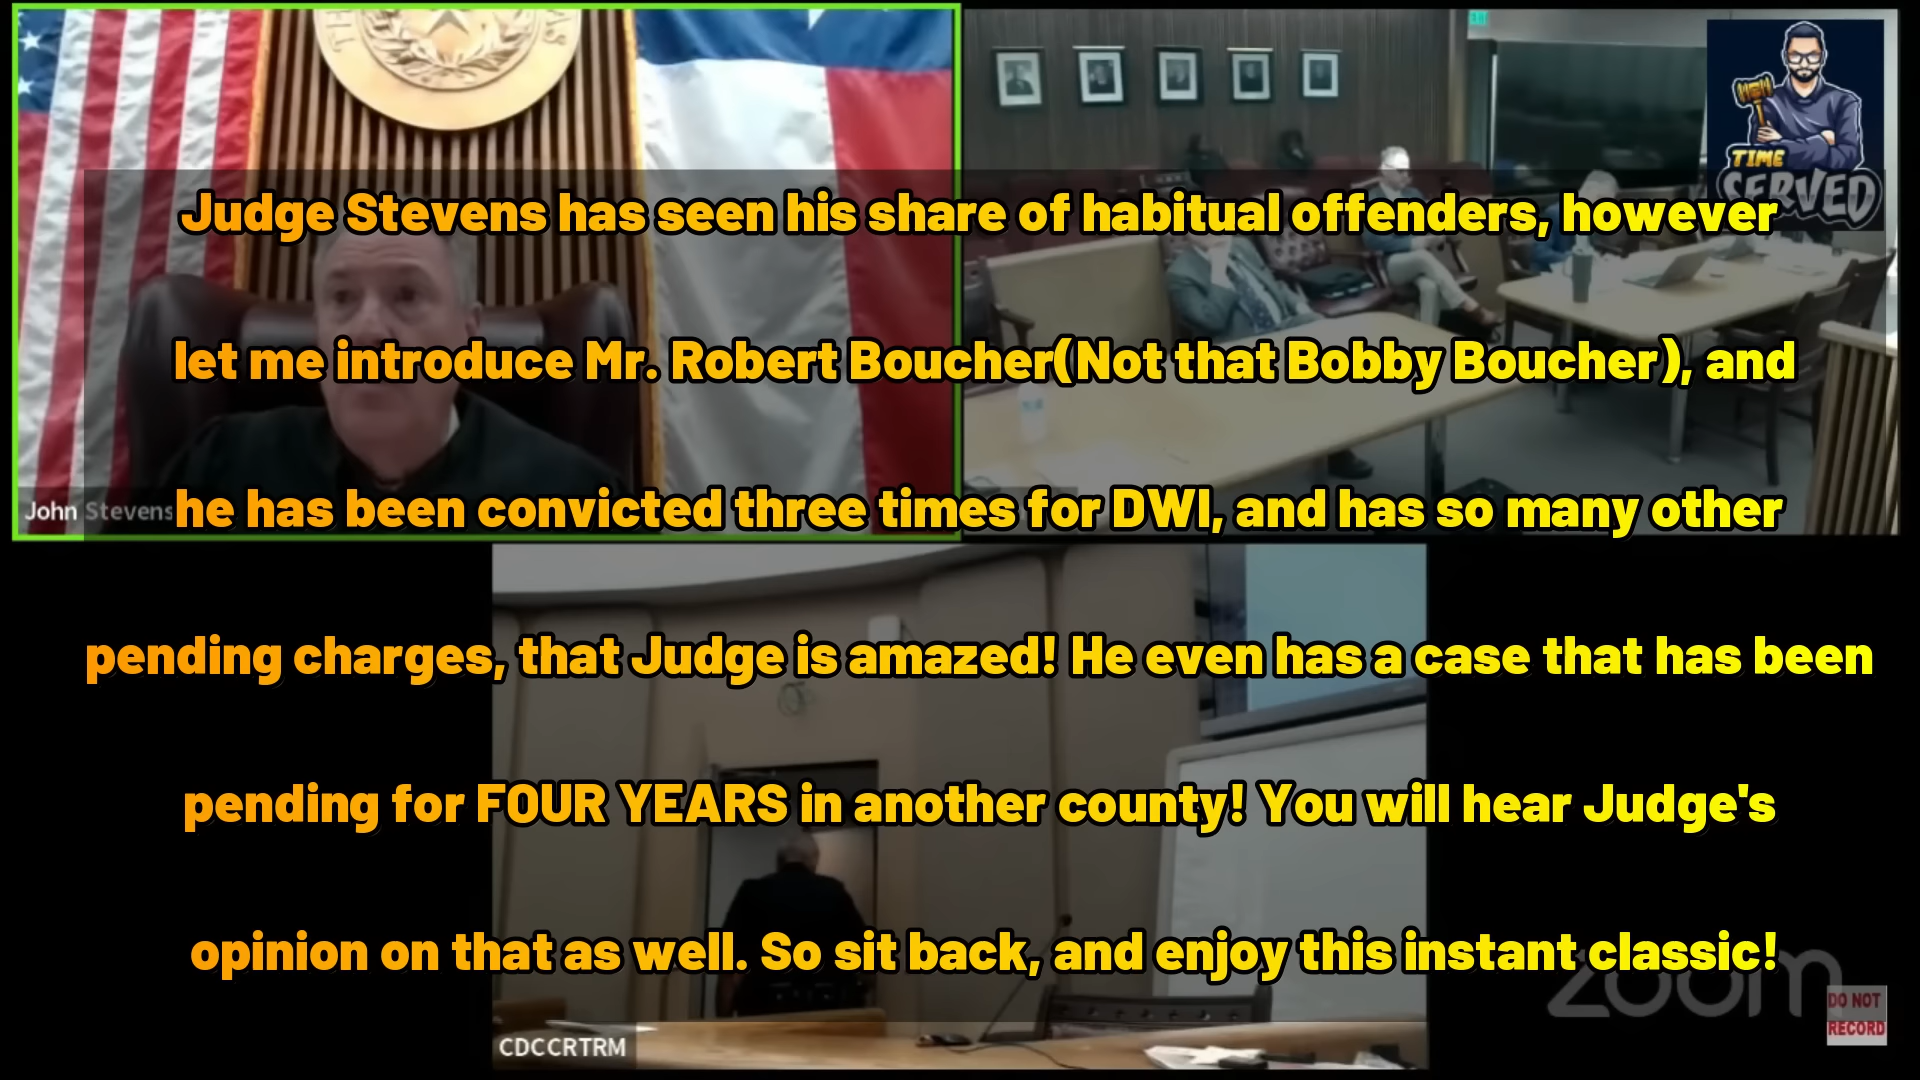 TIME
SERVED
Judge Stevens has seen his share of habitual offenders, however
let me introduce Mr. Robert Boucher(Not that Bobby Boucher), and
John Stevens
he has been convicted three times for DWI, and has so many other
pending charges, that Judge is amazed! He even has a case that has been
pending for FOUR YEARS in another county! You will hear Judge's
opinion on that as well. So sit back, and enjoy this instant classic!
zoom
DO NOT
RECORD
CDCCRTRM